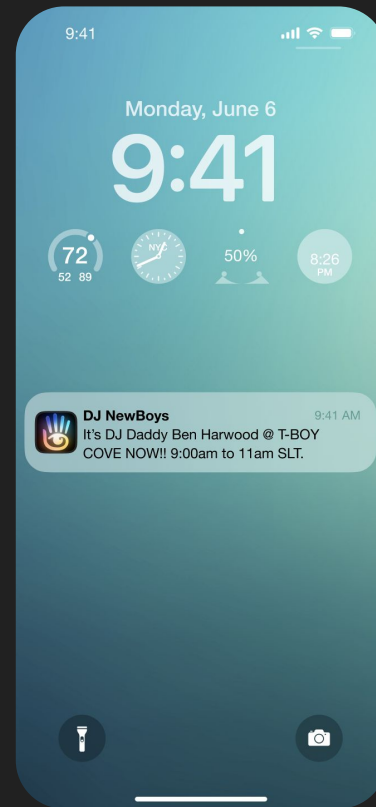 9:41
Monday, June 6
9:41
72
52 89
NYC
50%
8:26
PM
DJ NewBoys
9:41 AM
It's DJ Daddy Ben Harwood @ T-BOY
COVE NOW!! 9:00am to 11am SLT.